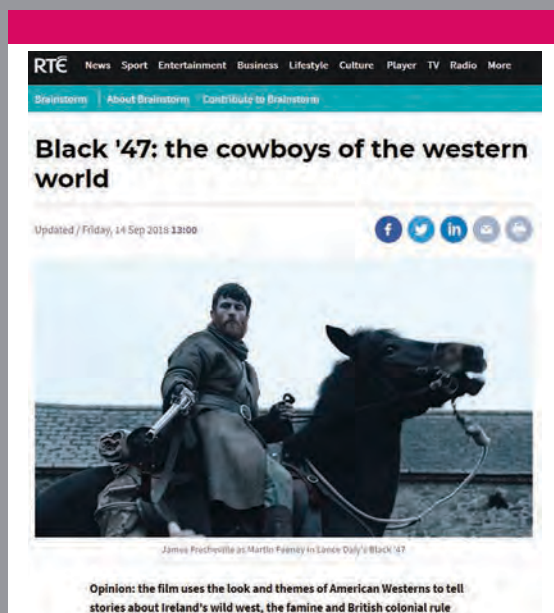 RTÉ News Sport Entertainment Business Lifestyle Culture Player TV Radio More
Brainstorm About Brainstorm Contribute to Brainstorm
Black '47: the cowboys of the western
world
Updated / Friday, 14 Sep 2018 13:00
f in
James Frecheville as Martin Feeney in Lance Daly's Black '47
Opinion: the film uses the look and themes of American Westerns to tell
stories about Ireland's wild west, the famine and British colonial rule